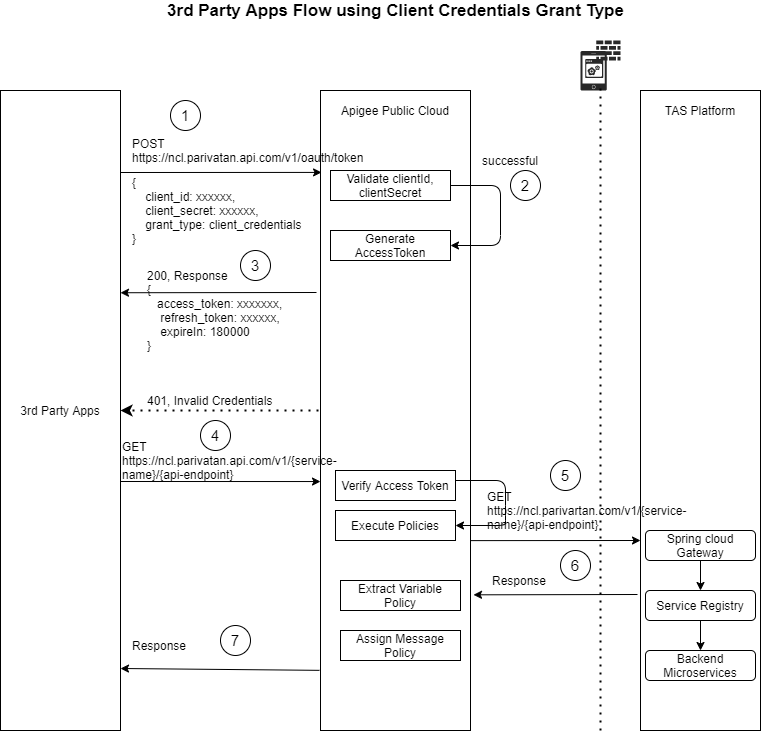 3rd Party Apps Flow using Client Credentials Grant Type
Apigee Public Cloud
TAS Platform
1
POST
https://ncl.parivatan.api.com/v1/oauth/token
{
client_id: xxxxxx,
client_secret: xxxxxx,
grant_type: client_credentials
}
Validate clientId,
clientSecret
successful
2
Generate
AccessToken
3
200, Response
{
access_token: xxxxxxx,
refresh_token: xxxxxx,
expireIn: 180000
}
401, Invalid Credentials
3rd Party Apps
4
GET
https://ncl.parivatan.api.com/v1/{service-
name}/{api-endpoint}
Verify Access Token
Execute Policies
5
GET
https://ncl.parivartan.com/v1/{service-
name}/{api-endpoint}
Spring cloud
Gateway
6
Response
Extract Variable
Policy
Service Registry
Assign Message
Policy
Backend
Microservices
7
Response